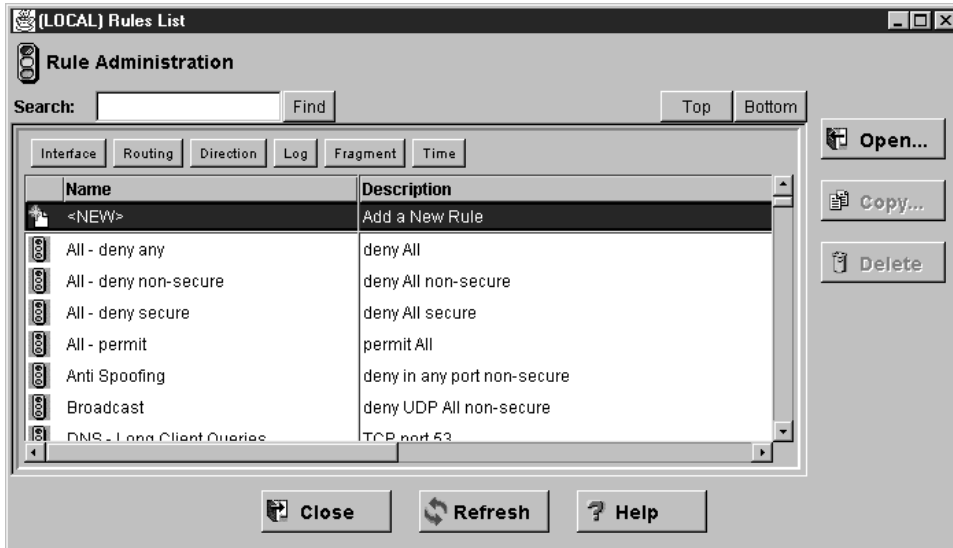 (LOCAL) Rules List
Rule Administration
Search: Find Top Bottom
Interface Routing Direction Log Fragment Time
Open...
Name Description
<NEW> Add a New Rule
Copy...
All - deny any deny All
All - deny non-secure deny All non-secure
Delete
All - deny secure deny All secure
All - permit permit All
Anti Spoofing deny in any port non-secure
Broadcast deny UDP All non-secure
DNS - Long Client Queries TCP port 53
Close Refresh Help